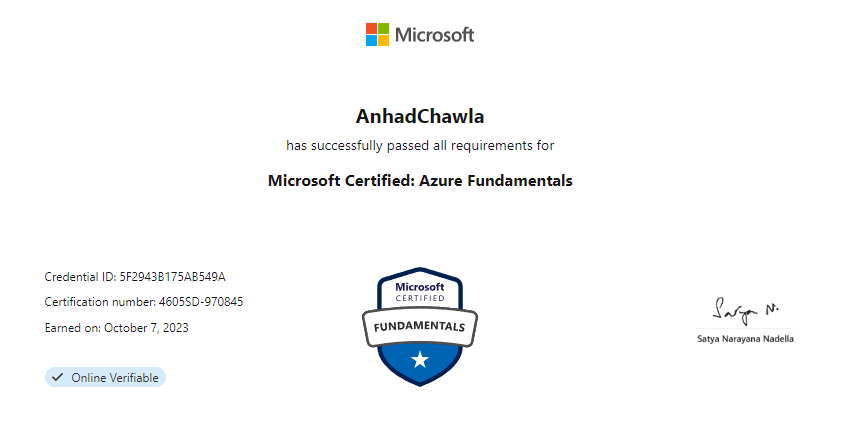 Microsoft
AnhadChawla
has successfully passed all requirements for
Microsoft Certified: Azure Fundamentals
Credential ID: 5F2943B175AB549A
Certification number: 4605SD-970845
Earned on: October 7, 2023
Online Verifiable
Microsoft
CERTIFIED
FUNDAMENTALS
Satya N.
Satya Narayana Nadella